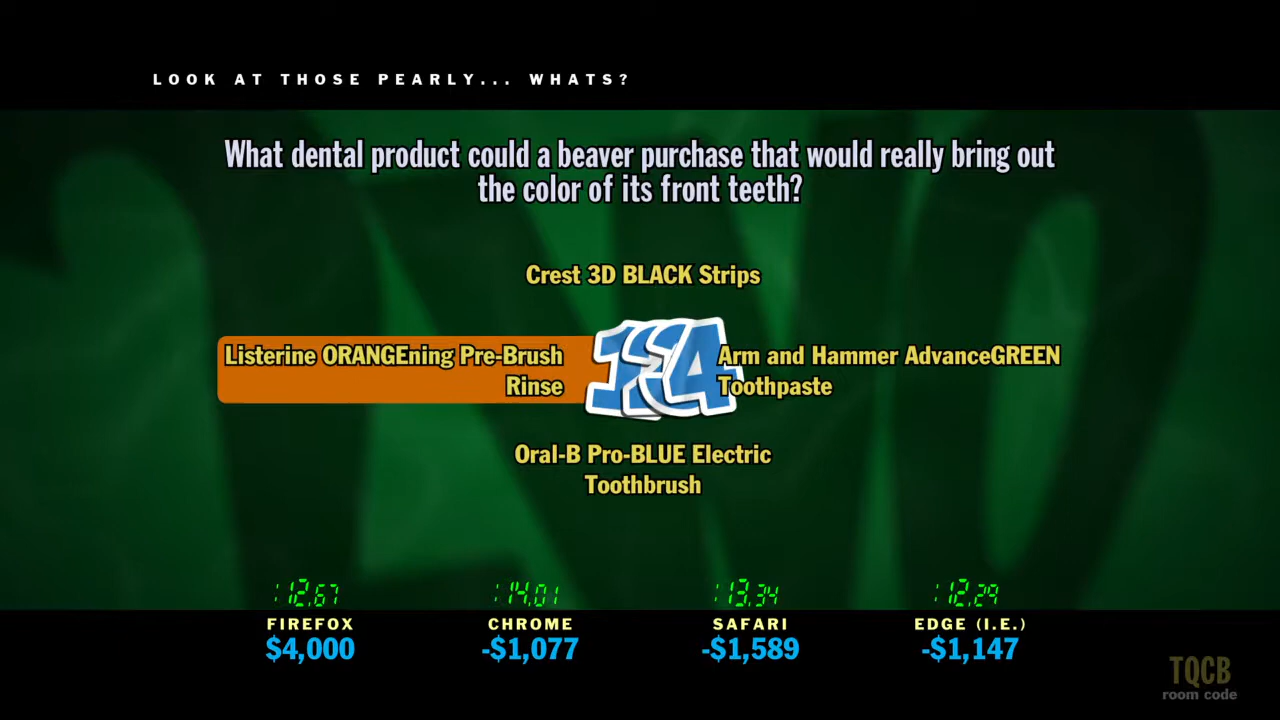 LOOK AT THOSE PEARLY... WHATS?
What dental product could a beaver purchase that would really bring out
the color of its front teeth?
Crest 3D BLACK Strips
Listerine ORANGEning Pre-Brush
Rinse
Arm and Hammer AdvanceGREEN
Toothpaste
Oral-B Pro-BLUE Electric
Toothbrush
:12.67
:14.01
:13.34
:12.29
FIREFOX
CHROME
SAFARI
EDGE (I.E.)
$4,000
-$1,077
-$1,589
-$1,147
TQCB
room code